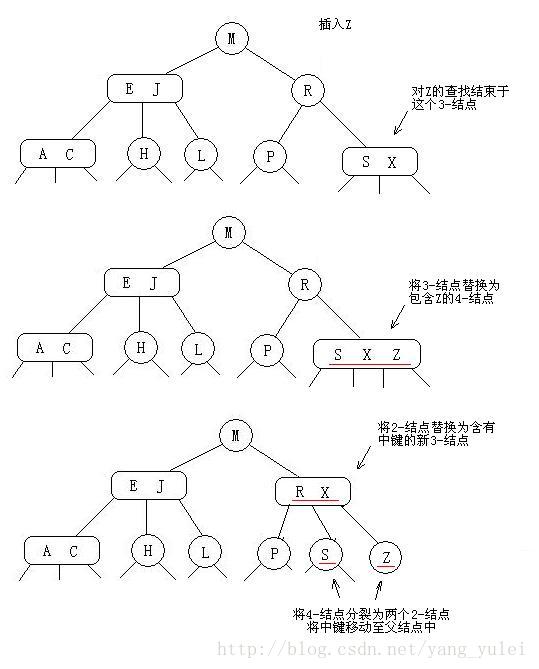 插入Z
M
E J
R
对Z的查找结束于
这个3-结点
A C
H
L
P
S X
M
E J
R
将3-结点替换为
包含Z的4-结点
A C
H
L
P
S X Z
M
将2-结点替换为含有
中键的新3-结点
E J
R X
A C
H
L
P
S
Z
将4-结点分裂为两个2-结点
将中键移动至父结点中
http://blog.csdn.net/yang_yulei